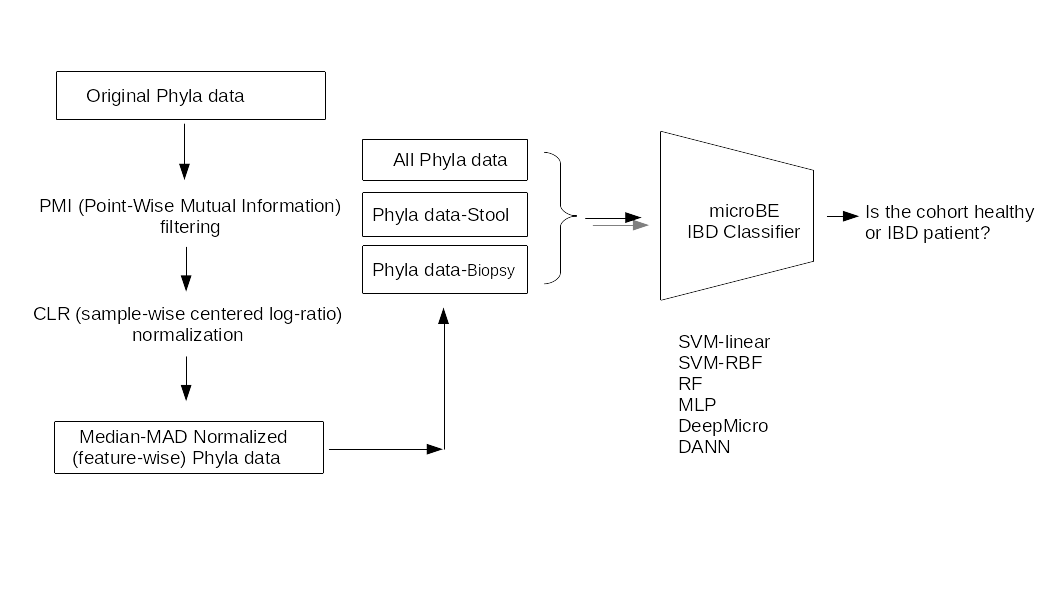 Original Phyla data
PMI (Point-Wise Mutual Information)
filtering
CLR (sample-wise centered log-ratio)
normalization
Median-MAD Normalized
(feature-wise) Phyla data
All Phyla data
Phyla data-Stool
Phyla data-Biopsy
microBE
IBD Classifier
SVM-linear
SVM-RBF
RF
MLP
DeepMicro
DANN
Is the cohort healthy
or IBD patient?